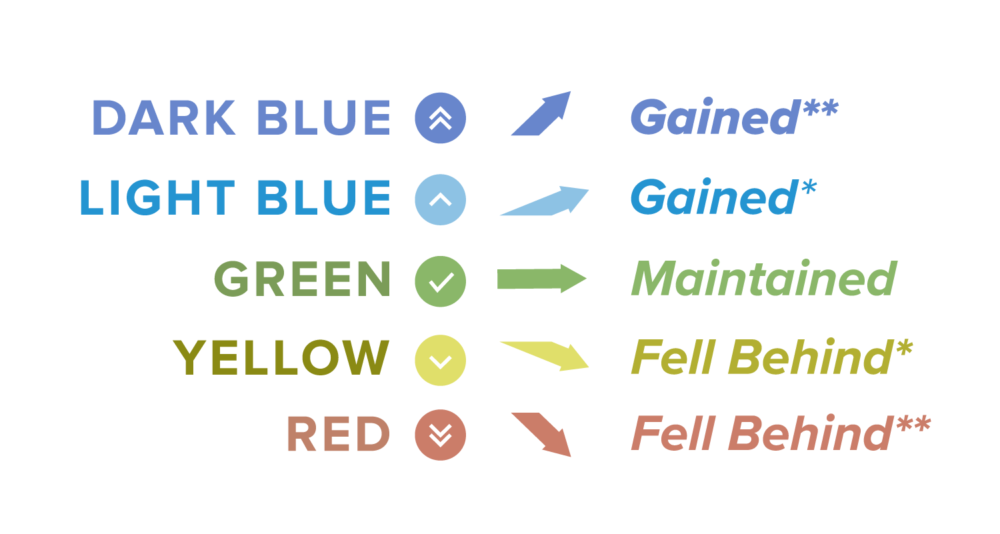 DARK BLUE Gained**
LIGHT BLUE Gained*
GREEN Maintained
YELLOW Fell Behind*
RED Fell Behind**